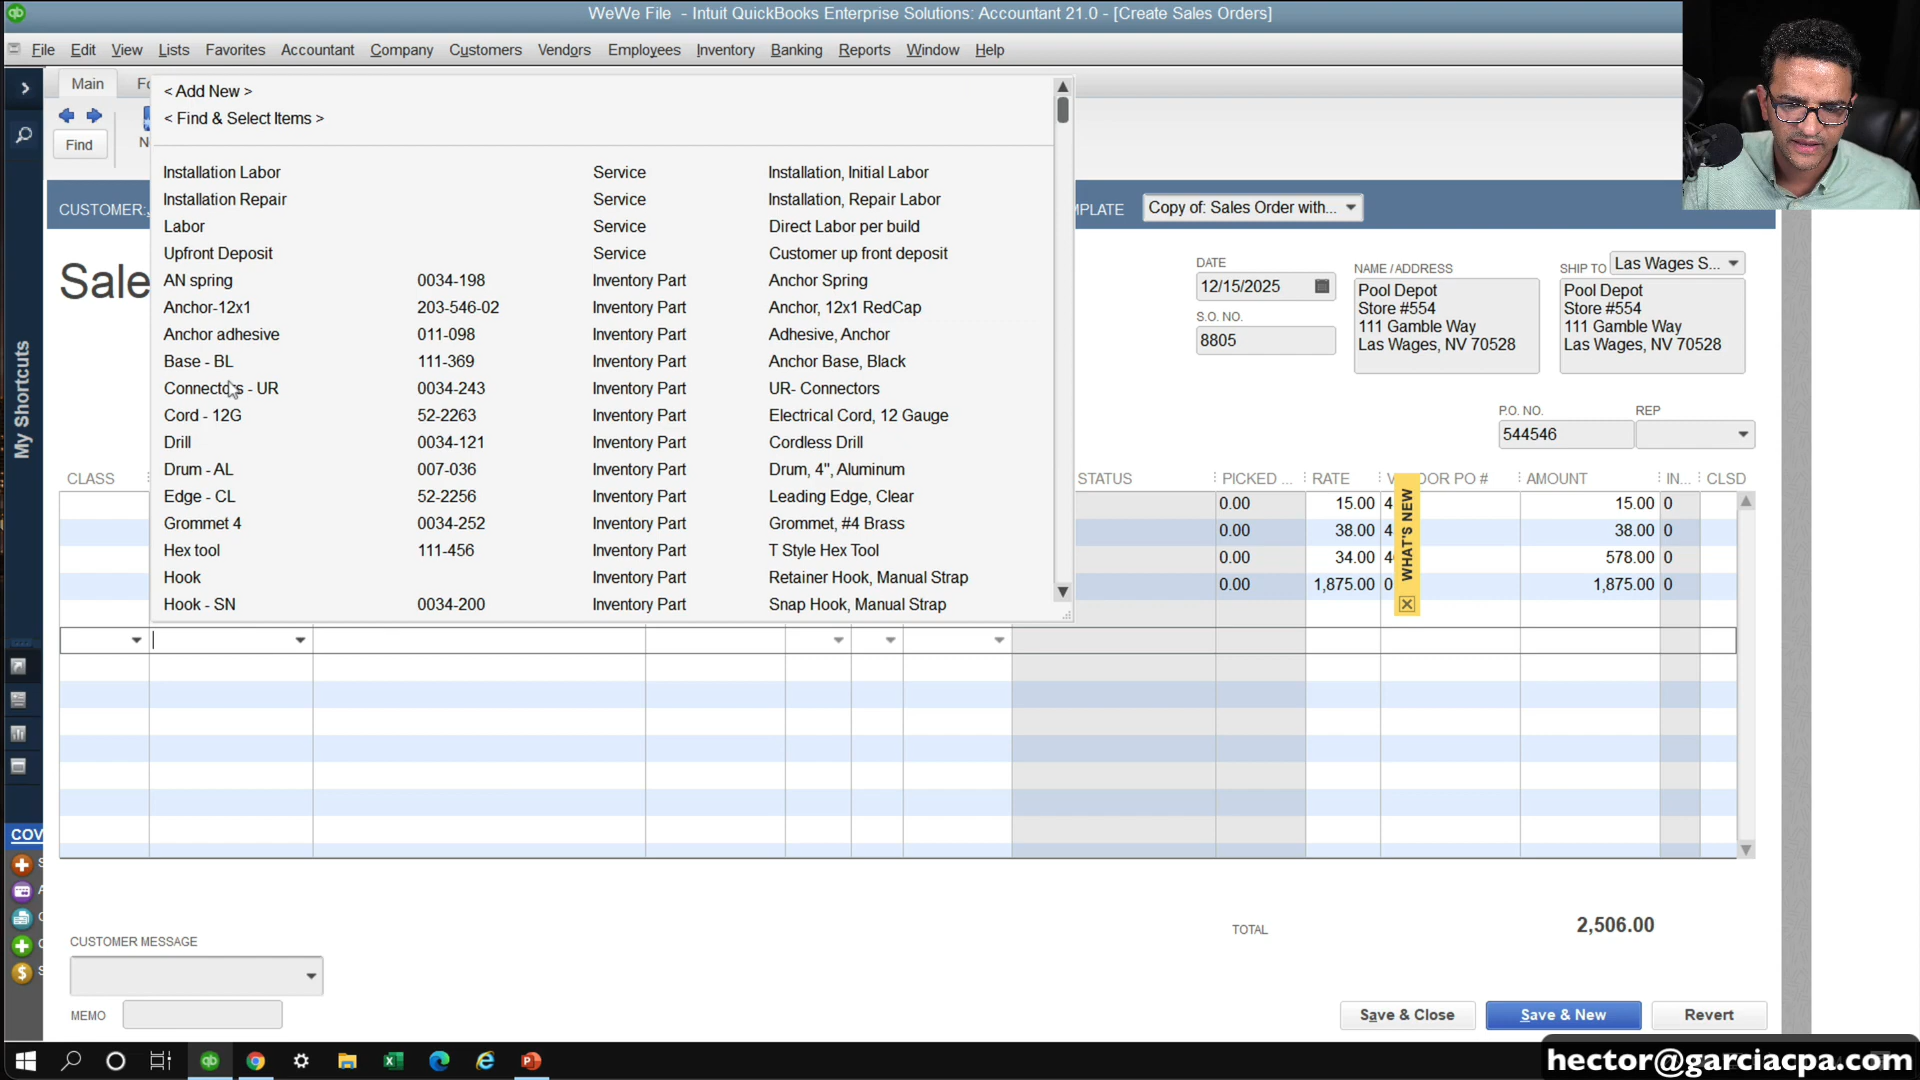 WeWe File - Intuit QuickBooks Enterprise Solutions: Accountant 21.0 - [Create Sales Orders]
File Edit View Lists Favorites Accountant Company Customers Vendors Employees Inventory Banking Reports Window Help
Main
Find
< Add New >
< Find & Select Items >
Installation Labor Service Installation, Initial Labor
Installation Repair Service Installation, Repair Labor
Labor Service Direct Labor per build
Upfront Deposit Service Customer up front deposit
AN spring 0034-198 Inventory Part Anchor Spring
Anchor-12x1 203-546-02 Inventory Part Anchor, 12x1 RedCap
Anchor adhesive 011-098 Inventory Part Adhesive, Anchor
Base - BL 111-369 Inventory Part Anchor Base, Black
Connectors - UR 0034-243 Inventory Part UR- Connectors
Cord - 12G 52-2263 Inventory Part Electrical Cord, 12 Gauge
Drill 0034-121 Inventory Part Cordless Drill
Drum - AL 007-036 Inventory Part Drum, 4", Aluminum
Edge - CL 52-2256 Inventory Part Leading Edge, Clear
Grommet 4 0034-252 Inventory Part Grommet, #4 Brass
Hex tool 111-456 Inventory Part T Style Hex Tool
Hook Inventory Part Retainer Hook, Manual Strap
Hook - SN 0034-200 Inventory Part Snap Hook, Manual Strap
My Shortcuts
COV
CUSTOMER:
MPLATE Copy of: Sales Order with...
Sale
DATE
12/15/2025
S.O. NO.
8805
NAME / ADDRESS
Pool Depot
Store #554
111 Gamble Way
Las Wages, NV 70528
SHIP TO Las Wages S...
Pool Depot
Store #554
111 Gamble Way
Las Wages, NV 70528
P.O. NO.
544546
REP
CLASS STATUS PICKED ... RATE V DOR PO # AMOUNT IN... CLSD
0.00 15.00 4 15.00 0
0.00 38.00 4 38.00 0
0.00 34.00 4 578.00 0
0.00 1,875.00 0 1,875.00 0
WHAT'S NEW
TOTAL 2,506.00
CUSTOMER MESSAGE
MEMO
Save & Close Save & New Revert
hector@garciacpa.com